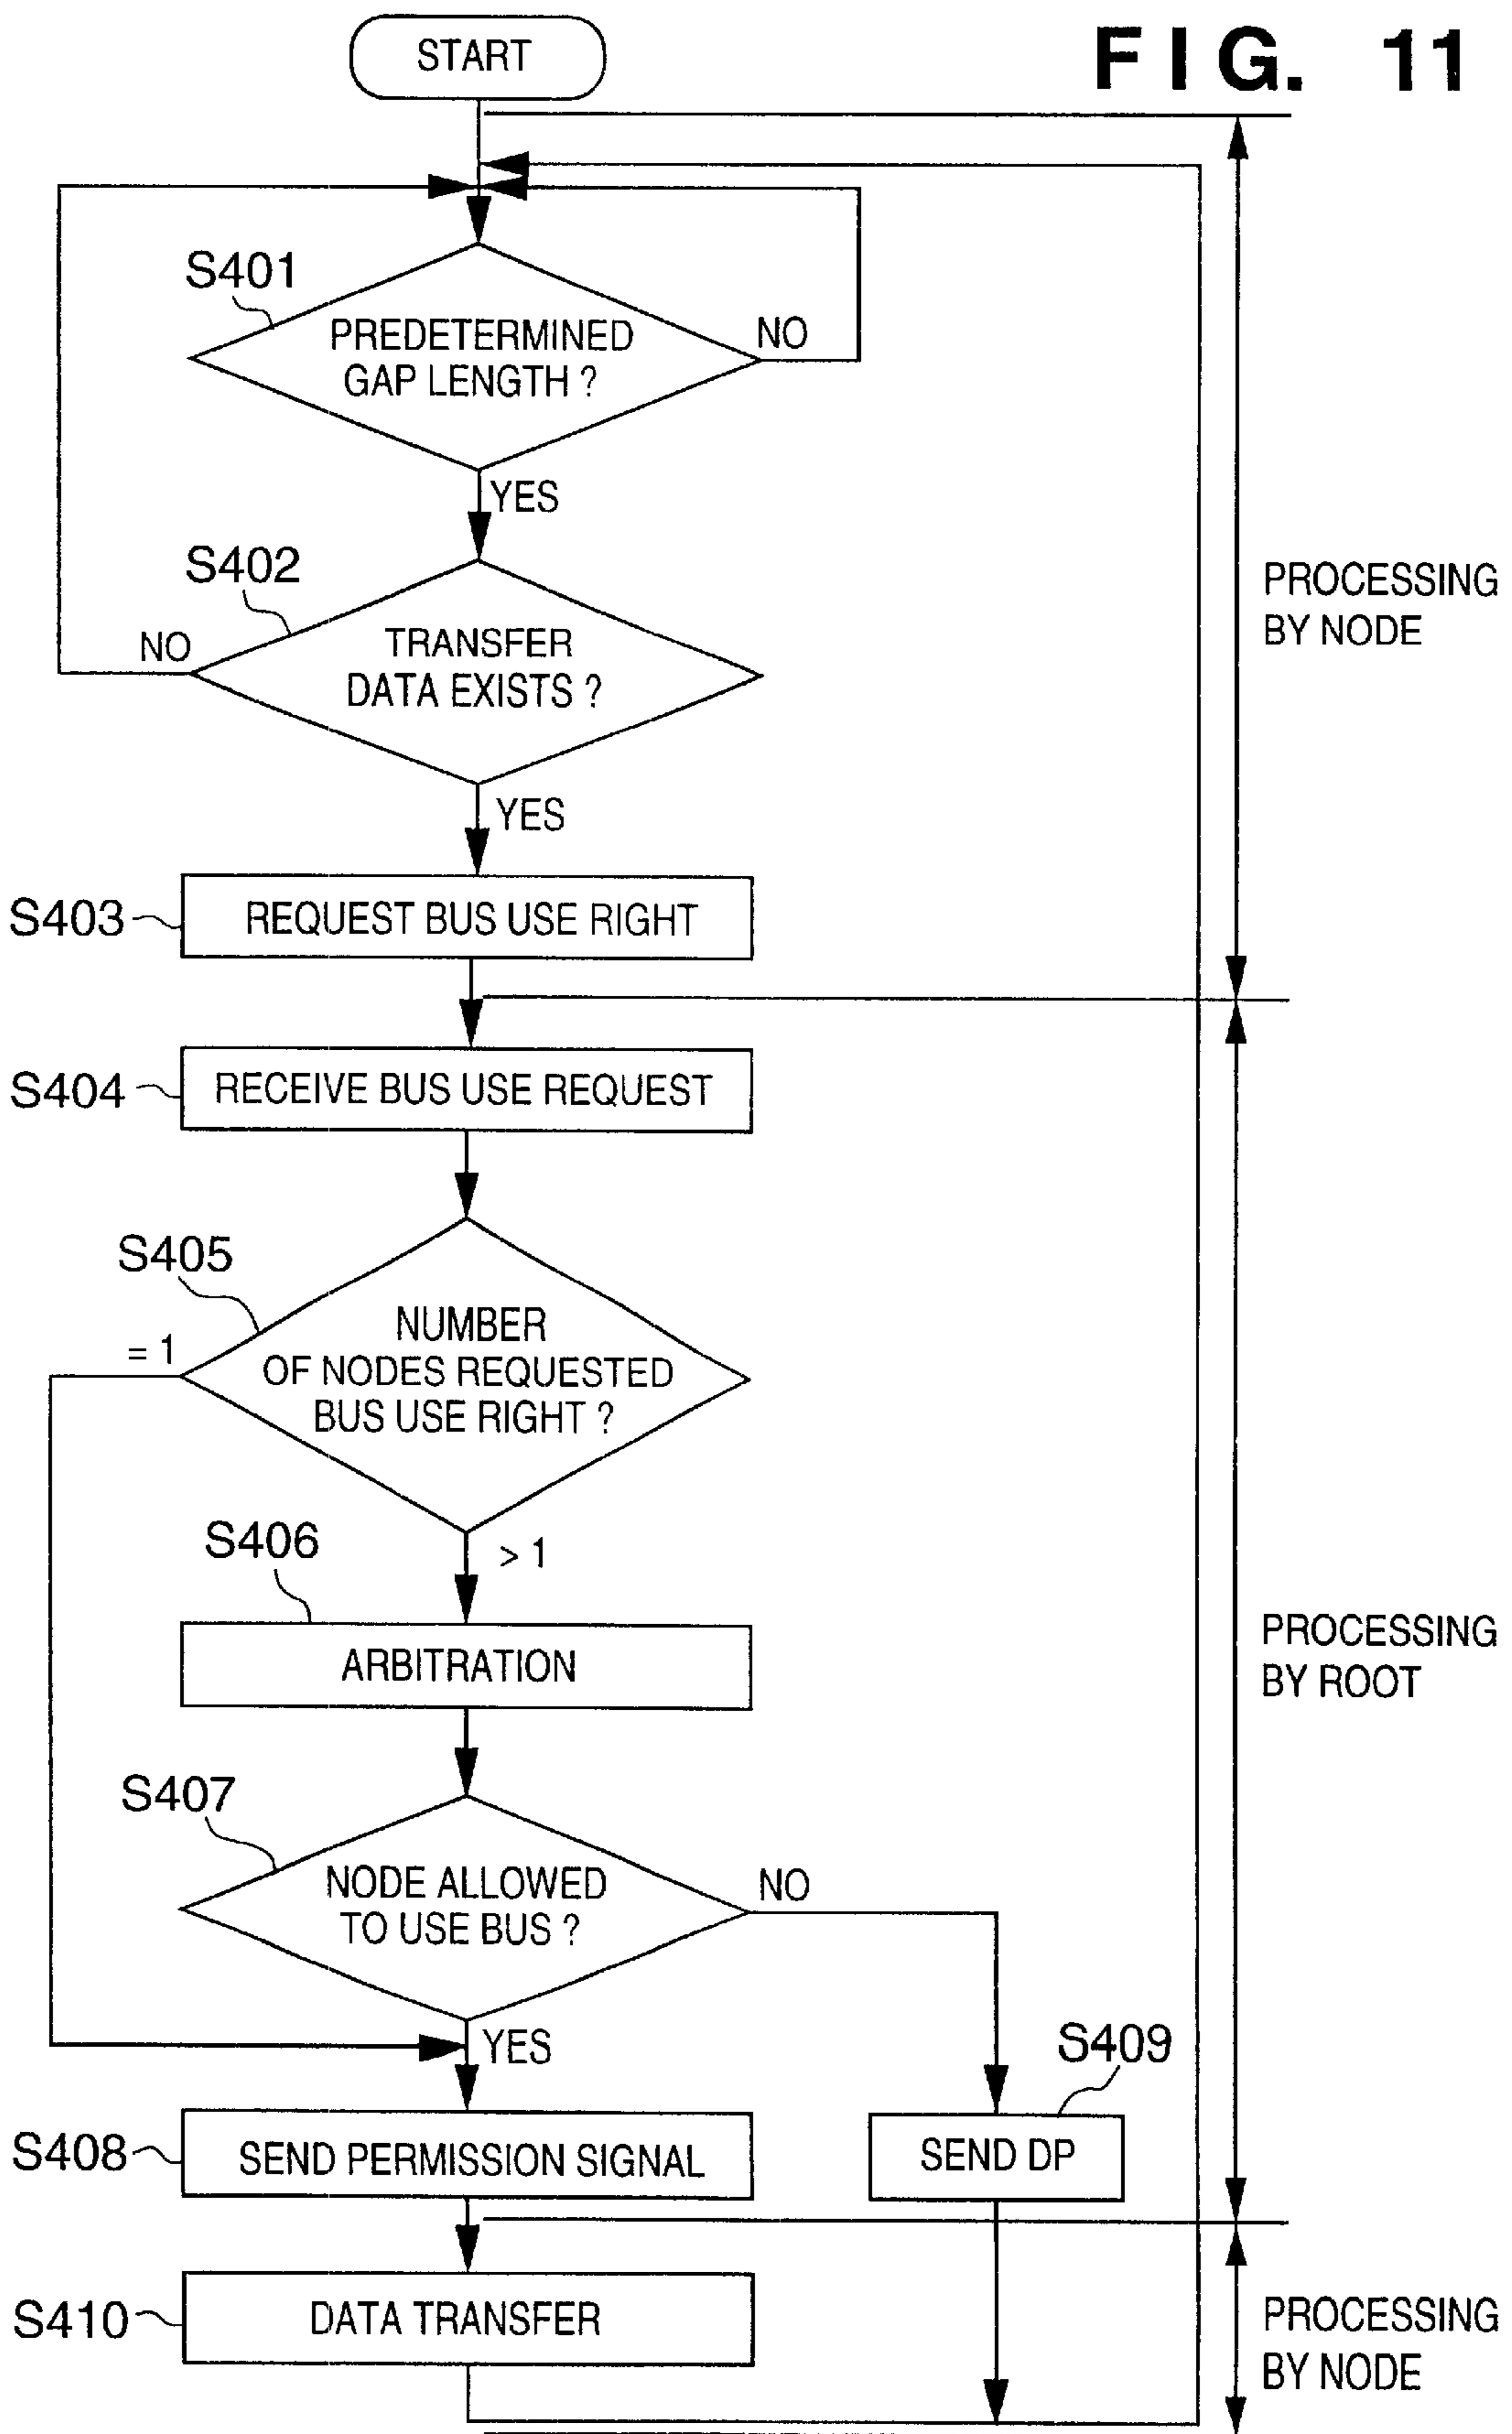 FIG. 11
START
S401
PREDETERMINED
GAP LENGTH ?
NO
YES
S402
TRANSFER
DATA EXISTS ?
NO
YES
PROCESSING
BY NODE
S403
REQUEST BUS USE RIGHT
S404
RECEIVE BUS USE REQUEST
S405
NUMBER
OF NODES REQUESTED
BUS USE RIGHT ?
= 1
> 1
S406
ARBITRATION
PROCESSING
BY ROOT
S407
NODE ALLOWED
TO USE BUS ?
NO
YES
S409
SEND DP
S408
SEND PERMISSION SIGNAL
S410
DATA TRANSFER
PROCESSING
BY NODE